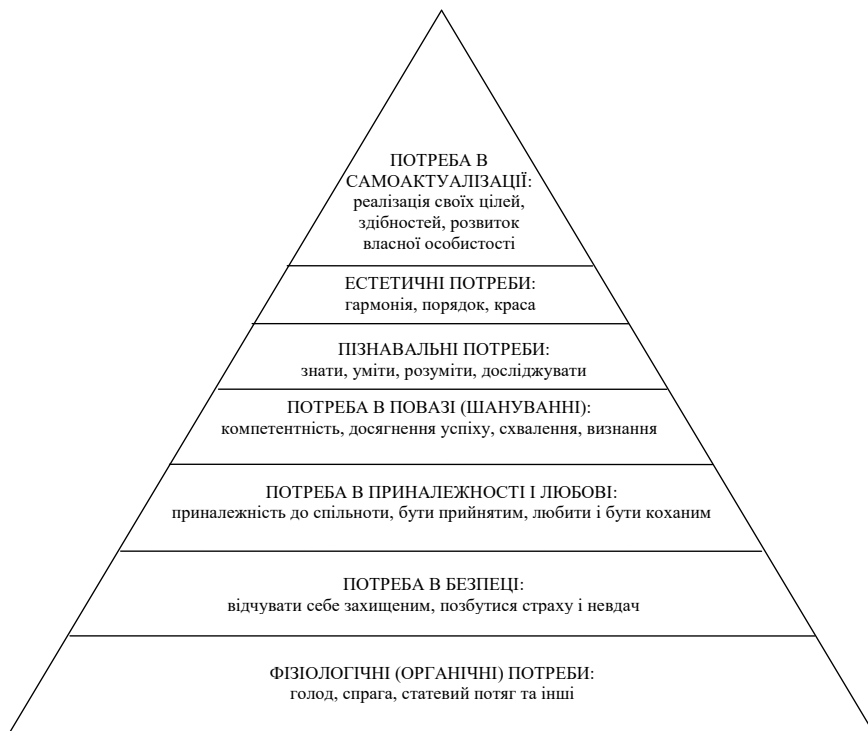 ПОТРЕБА В
САМОАКТУАЛІЗАЦІЇ:
реалізація своїх цілей,
здібностей, розвиток
власної особистості
ЕСТЕТИЧНІ ПОТРЕБИ:
гармонія, порядок, краса
ПІЗНАВАЛЬНІ ПОТРЕБИ:
знати, уміти, розуміти, досліджувати
ПОТРЕБА В ПОВАЗІ (ШАНУВАННІ):
компетентність, досягнення успіху, схвалення, визнання
ПОТРЕБА В ПРИНАЛЕЖНОСТІ І ЛЮБОВІ:
приналежність до спільноти, бути прийнятим, любити і бути коханим
ПОТРЕБА В БЕЗПЕЦІ:
відчувати себе захищеним, позбутися страху і невдач
ФІЗІОЛОГІЧНІ (ОРГАНІЧНІ) ПОТРЕБИ:
голод, спрага, статевий потяг та інші